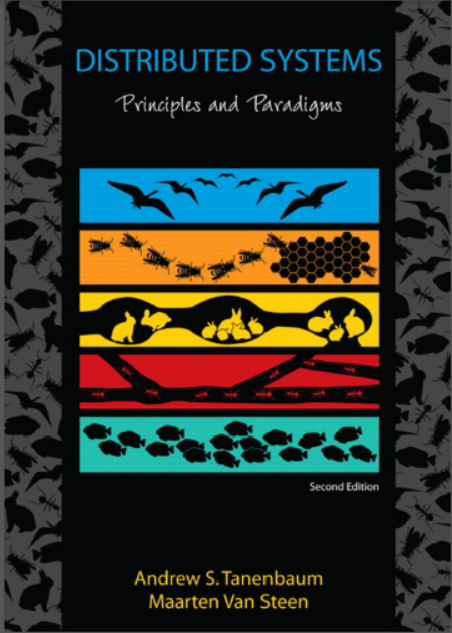 DISTRIBUTED SYSTEMS
Principles and Paradigms
Second Edition
Andrew S. Tanenbaum
Maarten Van Steen